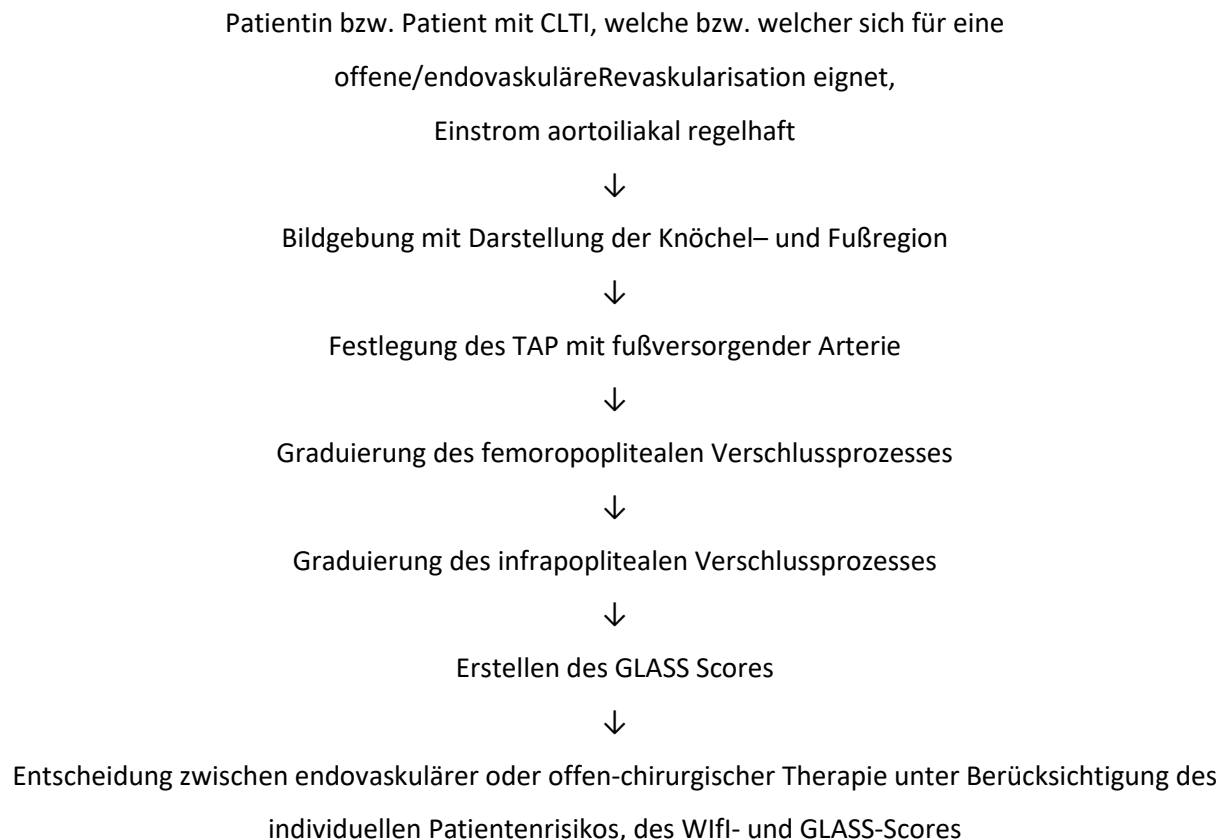 Patientin bzw. Patient mit CLTI, welche bzw. welcher sich für eine
offene/endovaskuläreRevaskularisation eignet,
Einstrom aortoiliakal regelhaft
↓
Bildgebung mit Darstellung der Knöchel– und Fußregion
↓
Festlegung des TAP mit fußversorgender Arterie
↓
Graduierung des femoropoplitealen Verschlussprozesses
↓
Graduierung des infrapoplitealen Verschlussprozesses
↓
Erstellen des GLASS Scores
↓
Entscheidung zwischen endovaskulärer oder offen-chirurgischer Therapie unter Berücksichtigung des
individuellen Patientenrisikos, des WIfI- und GLASS-Scores